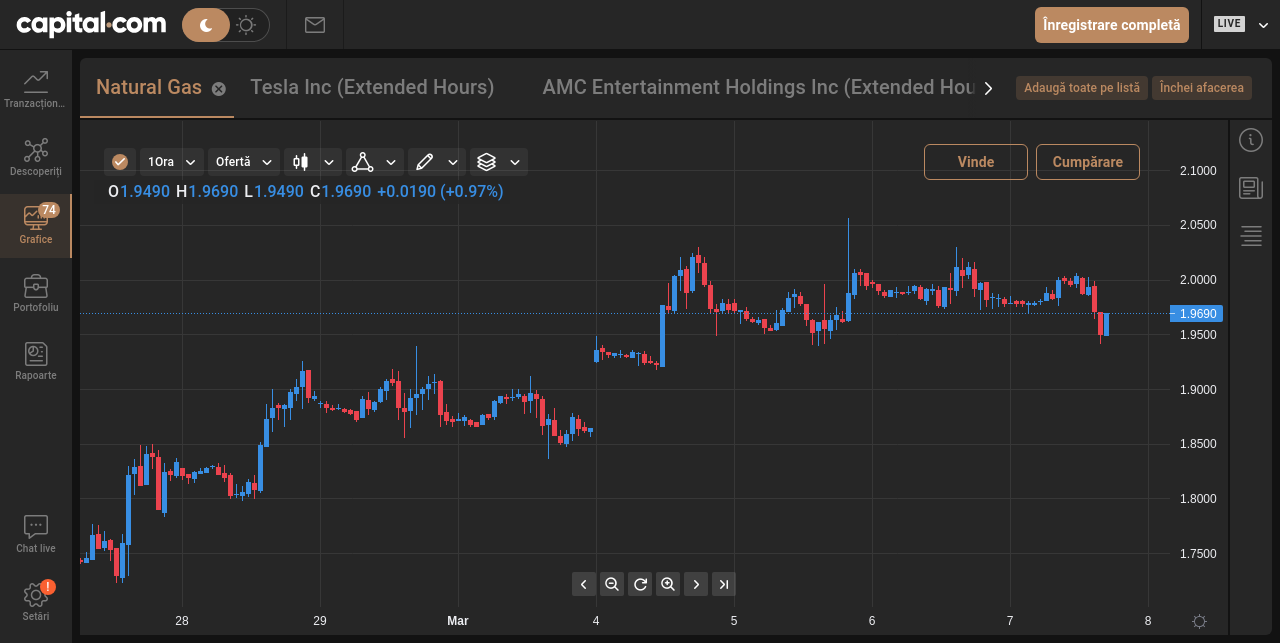 capital.com
Înregistrare completă
LIVE
Tranzacțion...
Descoperiți
74
Grafice
Portofoliu
Rapoarte
Chat live
!
Setări
Natural Gas
Tesla Inc (Extended Hours)
AMC Entertainment Holdings Inc (Extended Hou
Adaugă toate pe listă
Închei afacerea
1Ora
Ofertă
Vinde
Cumpărare
O1.9490 H1.9690 L1.9490 C1.9690 +0.0190 (+0.97%)
2.1000
2.0500
2.0000
1.9690
1.9500
1.9000
1.8500
1.8000
1.7500
28
29
Mar
4
5
6
7
8